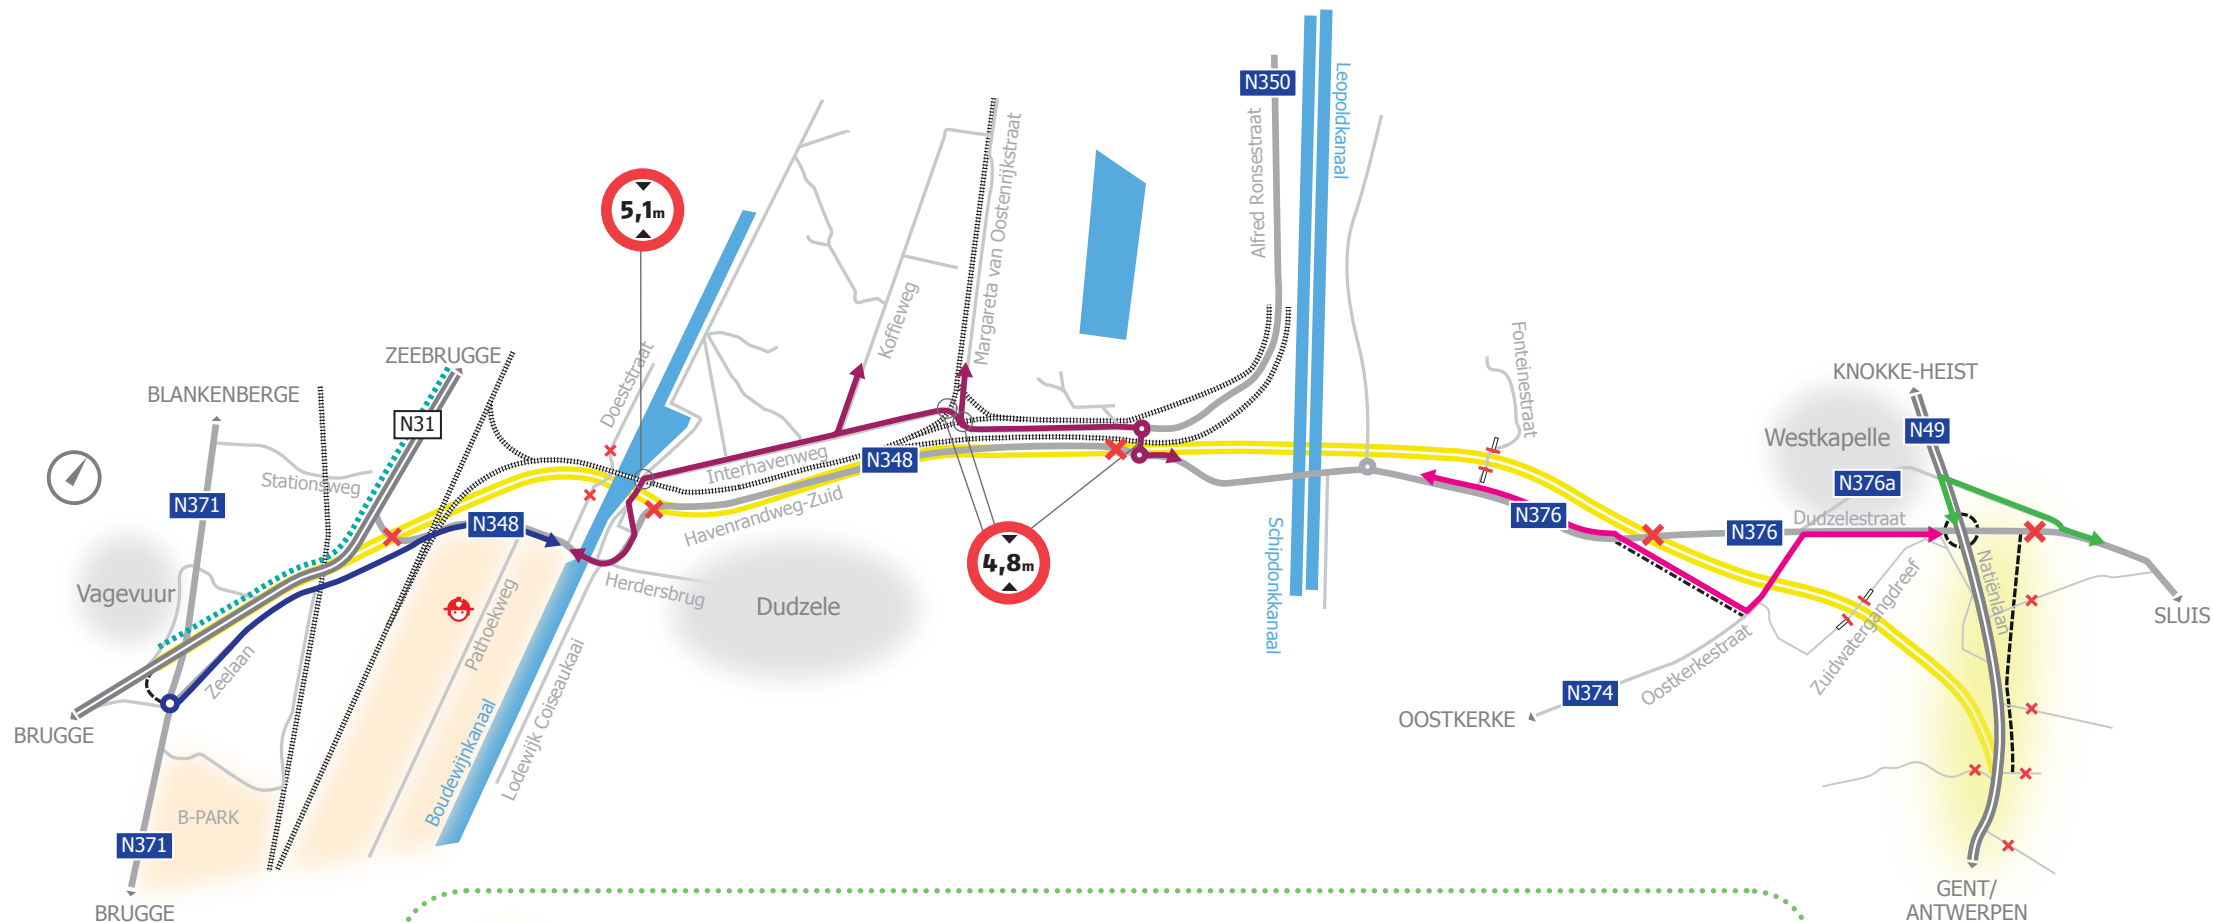 N350
Leopoldkanaal
Alfred Ronsestraat
Margareta van Oostenrijkstraat
5,1m
Koffieweg
Doeststraat
ZEEBRUGGE
BLANKENBERGE
N31
Stationsweg
N371
N348
Interhavenweg
N348
Havenrandweg-Zuid
Fonteinestraat
KNOKKE-HEIST
Westkapelle
N49
N376a
Dudzelestraat
N376
N376
4,8m
Schipdonkkanaal
Vagevuur
Herdersbrug
Dudzele
Pathoekweg
Zeelaan
Natiënlaan
Zuidwatergangdreef
SLUIS
Oostkerkestraat
N374
OOSTKERKE
BRUGGE
Lodewijk Coiseaukaai
Boudewijnkanaal
B-PARK
N371
BRUGGE
GENT/
ANTWERPEN